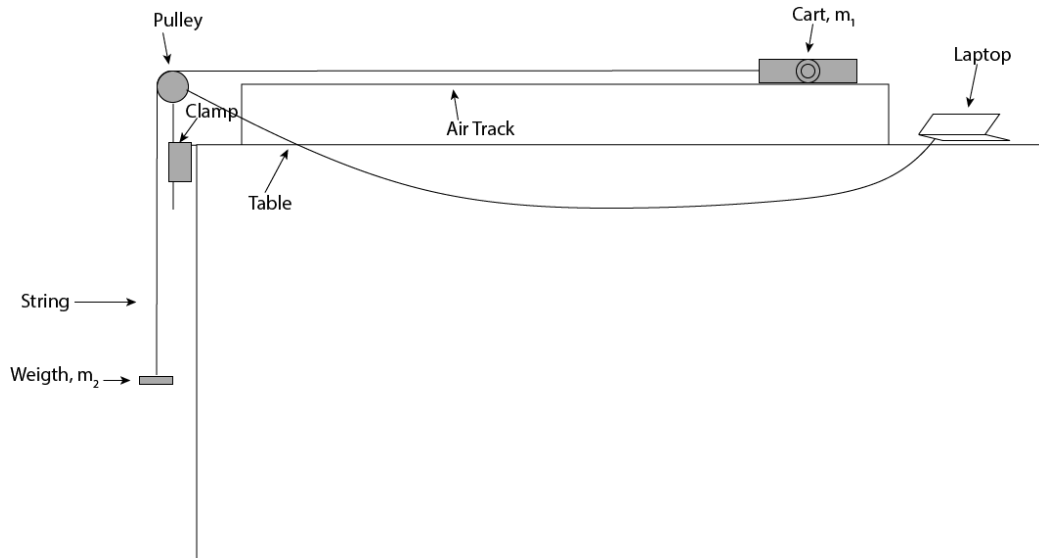 Pulley
Cart, m₁
Laptop
Clamp
Air Track
Table
String
Weigth, m₂